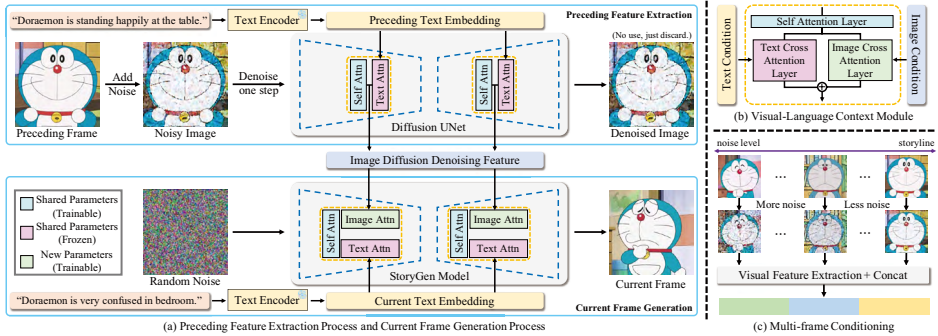 "Doraemon is standing happily at the table."
Text Encoder
Preceding Text Embedding
Preceding Feature Extraction
(No use, just discard.)
Add
Noise
Denoise
one step
Self Attn
Text Attn
Self Attn
Text Attn
Diffusion UNet
Preceding Frame
Noisy Image
Denoised Image
Image Diffusion Denoising Feature
Shared Parameters
(Trainable)
Shared Parameters
(Frozen)
New Parameters
(Trainable)
Random Noise
Self Attn
Image Attn
Text Attn
Self Attn
Image Attn
Text Attn
StoryGen Model
Current Frame
"Doraemon is very confused in bedroom."
Text Encoder
Current Text Embedding
Current Frame Generation
(a) Preceding Feature Extraction Process and Current Frame Generation Process
Text Condition
Self Attention Layer
Text Cross
Attention
Layer
Image Cross
Attention
Layer
Image Condition
(b) Visual-Language Context Module
noise level
storyline
...
...
More noise
Less noise
...
...
Visual Feature Extraction + Concat
(c) Multi-frame Conditioning